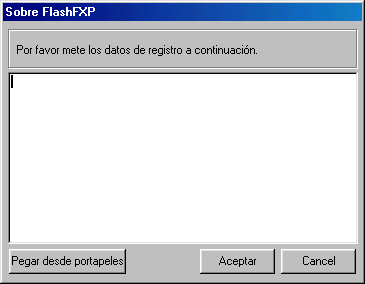 Sobre FlashFXP
Por favor mete los datos de registro a continuación.
Pegar desde portapeles
Aceptar
Cancel